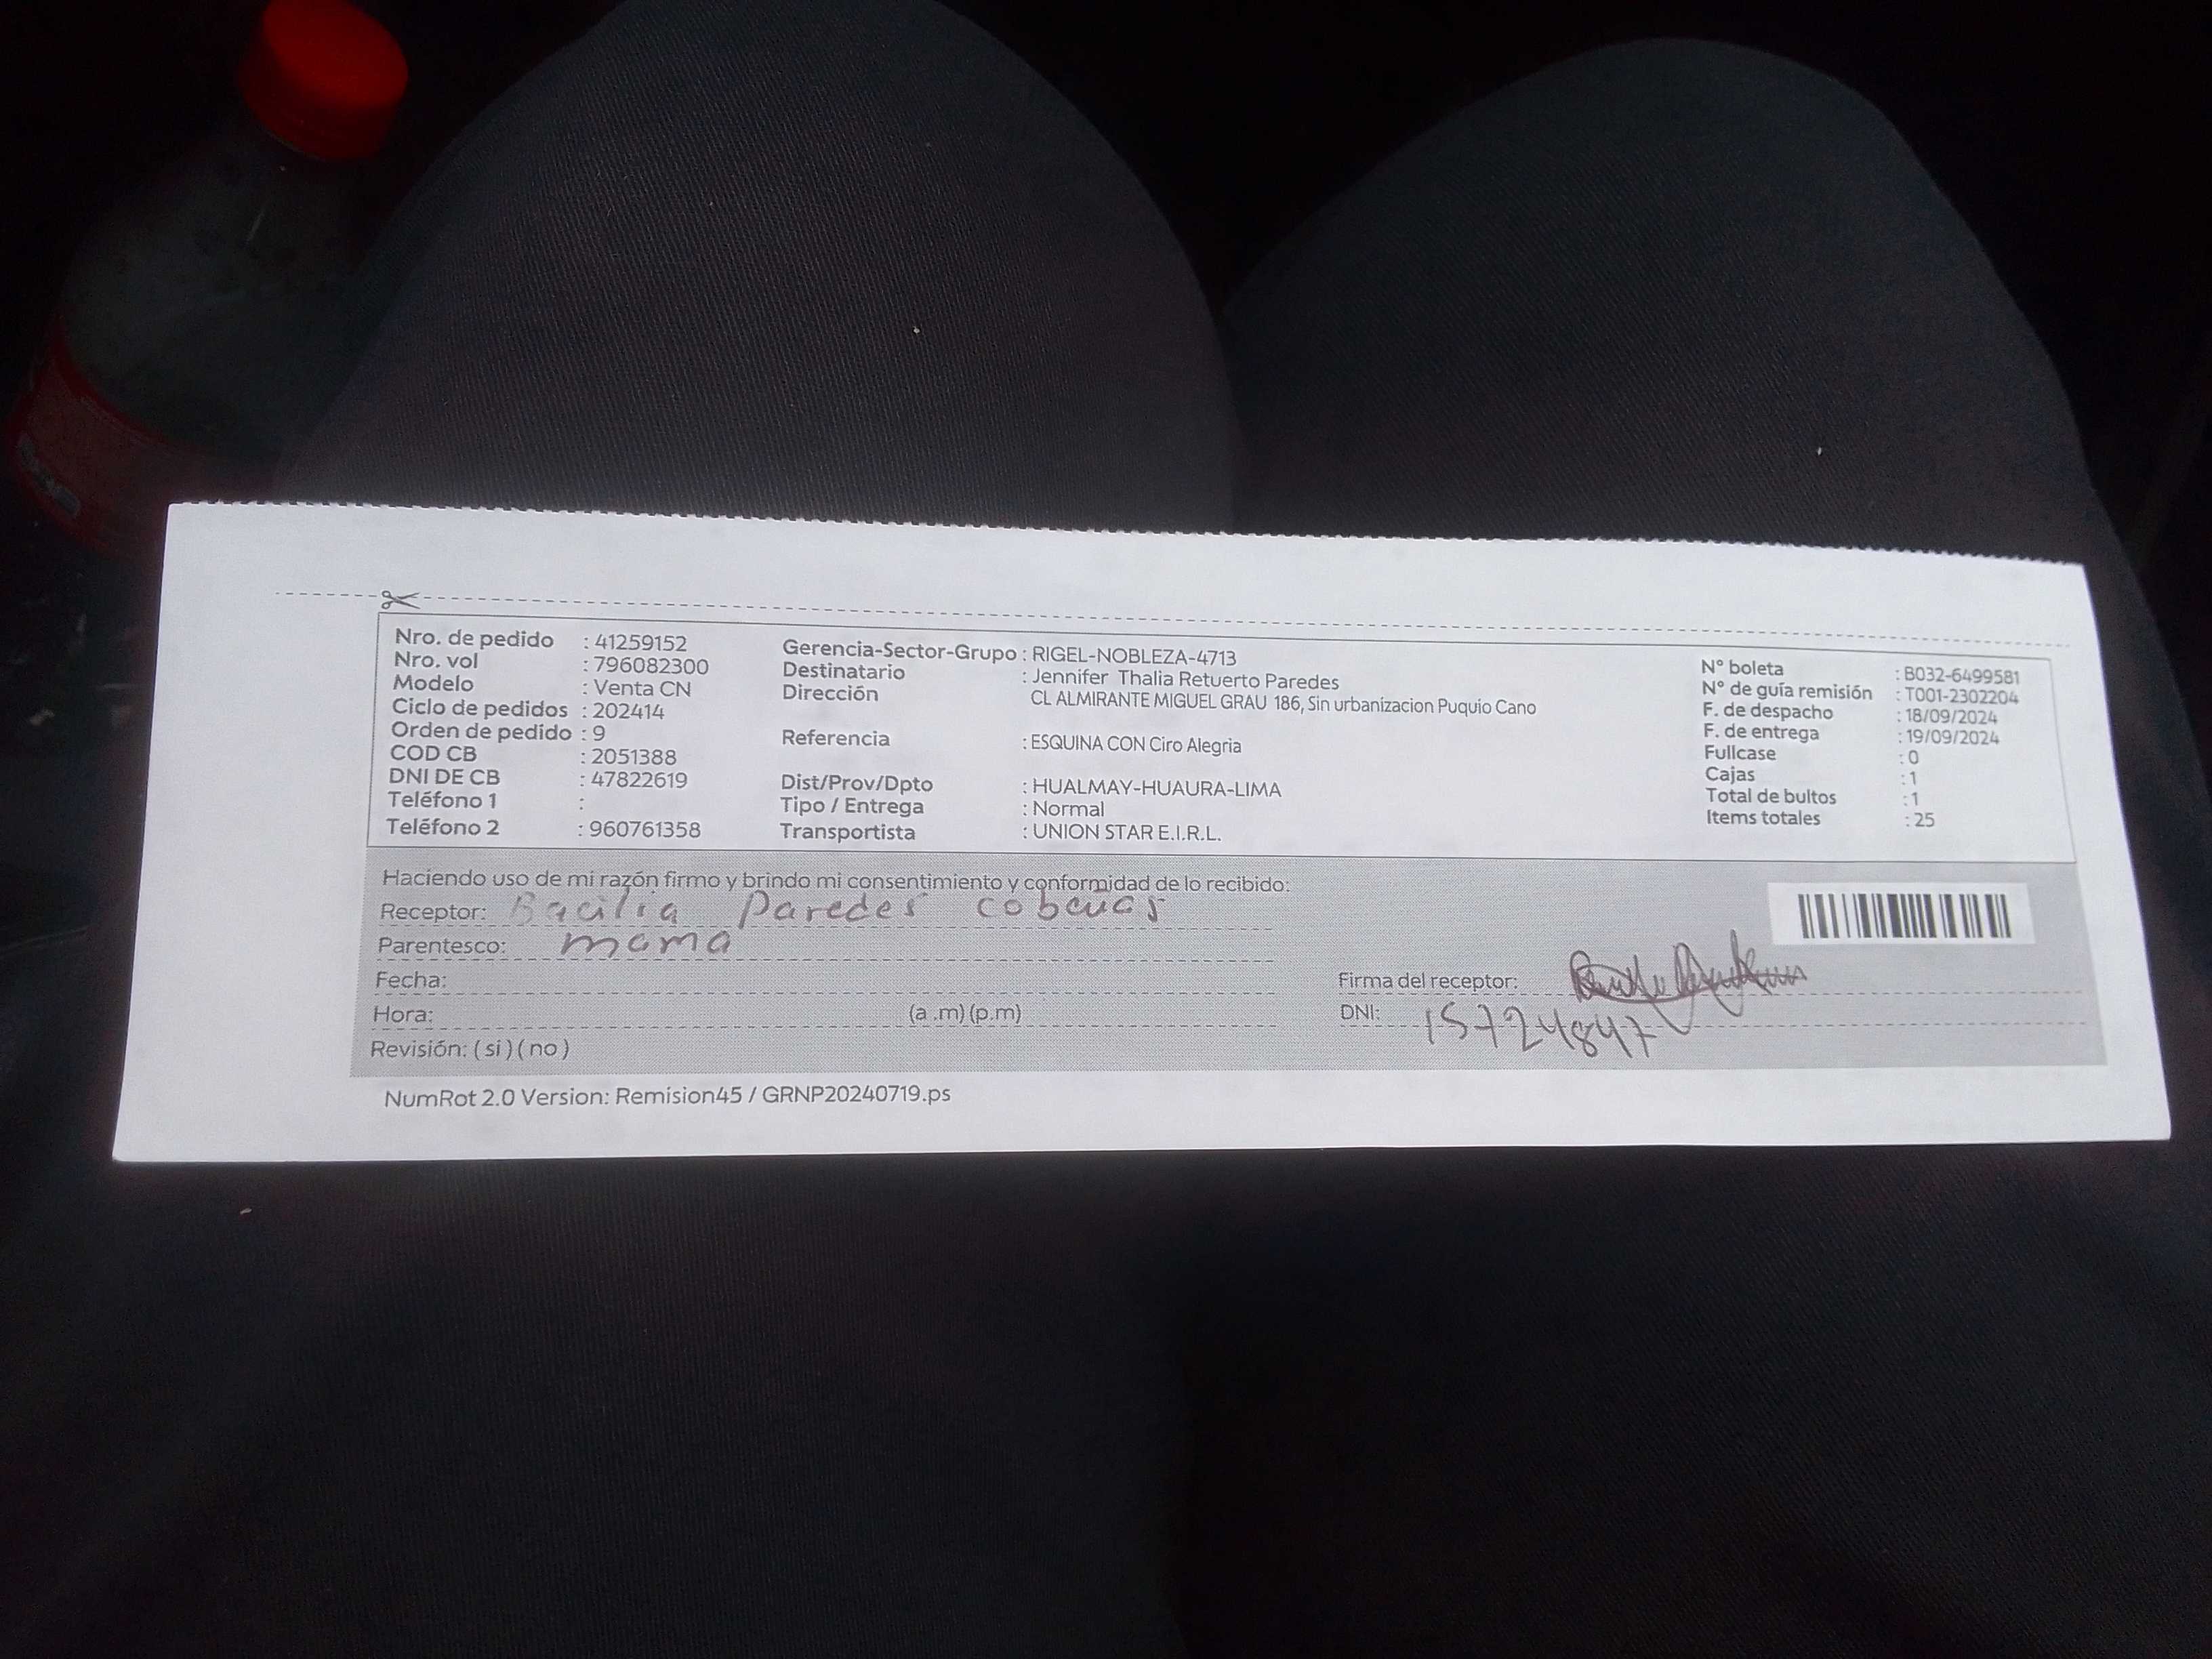 Nro. de pedido : 41259152
Nro. vol : 796082300
Modelo : Venta CN
Ciclo de pedidos : 202414
Orden de pedido : 9
COD CB : 2051388
DNI DE CB : 47822619
Teléfono 1 :
Teléfono 2 : 960761358
Gerencia-Sector-Grupo : RIGEL-NOBLEZA-4713
Destinatario : Jennifer Thalia Retuerto Paredes
Dirección CL ALMIRANTE MIGUEL GRAU 186, Sin urbanizacion Puquio Cano
Referencia : ESQUINA CON Ciro Alegria
Dist/Prov/Dpto : HUALMAY-HUAURA-LIMA
Tipo / Entrega : Normal
Transportista : UNION STAR E.I.R.L.
N° boleta : B032-6499581
N° de guía remisión : T001-2302204
F. de despacho : 18/09/2024
F. de entrega : 19/09/2024
Fullcase : 0
Cajas : 1
Total de bultos : 1
Items totales : 25
Haciendo uso de mi razón firmo y brindo mi consentimiento y conformidad de lo recibido:
Receptor: Bacilia Paredes
Parentesco: mama
Fecha:
Hora: (a .m) (p.m)
Revisión: ( si ) ( no )
Firma del receptor:
DNI: 15724847
NumRot 2.0 Version: Remision45 / GRNP20240719.ps